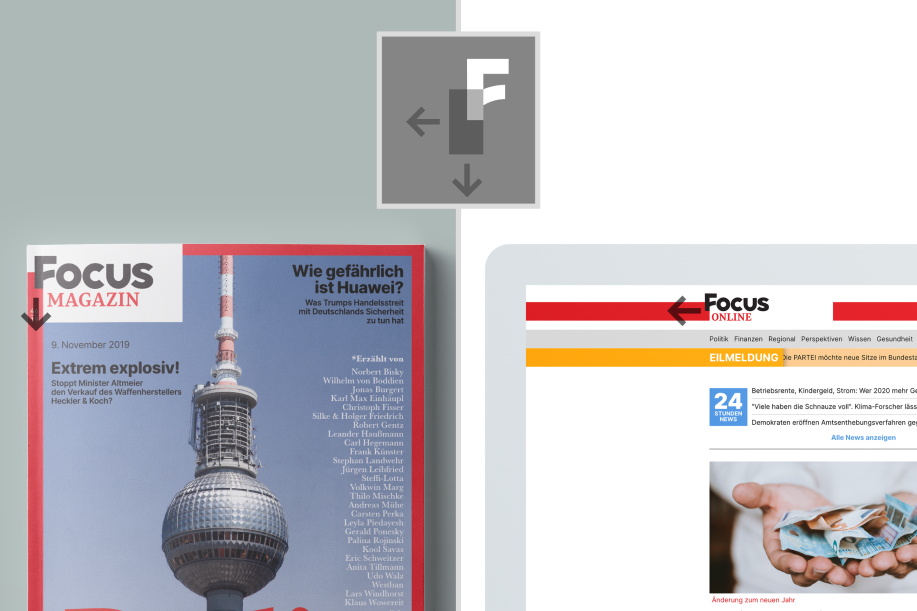 F
Focus
MAGAZIN
Wie gefährlich
ist Huawei?
Was Trumps Handelsstreit
mit Deutschlands Sicherheit
zu tun hat
9. November 2019
Extrem explosiv!
Stoppt Minister Altmeier
den Verkauf des Waffenherstellers
Heckler & Koch?
*Erzählt von
Norbert Bisky
Wilhelm von Boddien
Jonas Burgert
Karl Max Einhäupl
Christoph Fisser
Silke & Holger Friedrich
Robert Gentz
Leander Haußmann
Carl Hegemann
Frank Künster
Stephan Landwehr
Jürgen Leibfried
Steffi-Lotta
Volkwin Marg
Thilo Mischke
Andreas Mühe
Carsten Perka
Leyla Piedayesh
Gerald Ponesky
Palina Rojinski
Kool Savas
Eric Schweitzer
Anita Tillmann
Udo Walz
Westbam
Lars Windhorst
Klaus Wowereit
Focus
ONLINE
Politik Finanzen Regional Perspektiven Wissen Gesundheit
EILMELDUNG Die PARTEI möchte neue Sitze im
24
STUNDEN
NEWS
Betriebsrente, Kindergeld, Strom: Wer 2020 mehr
"Viele haben die Schnauze voll". Klima-Forscher
Demokraten eröffnen Amtsenthebungsverfahren
Alle News anzeigen
Änderung zum neuen Jahr